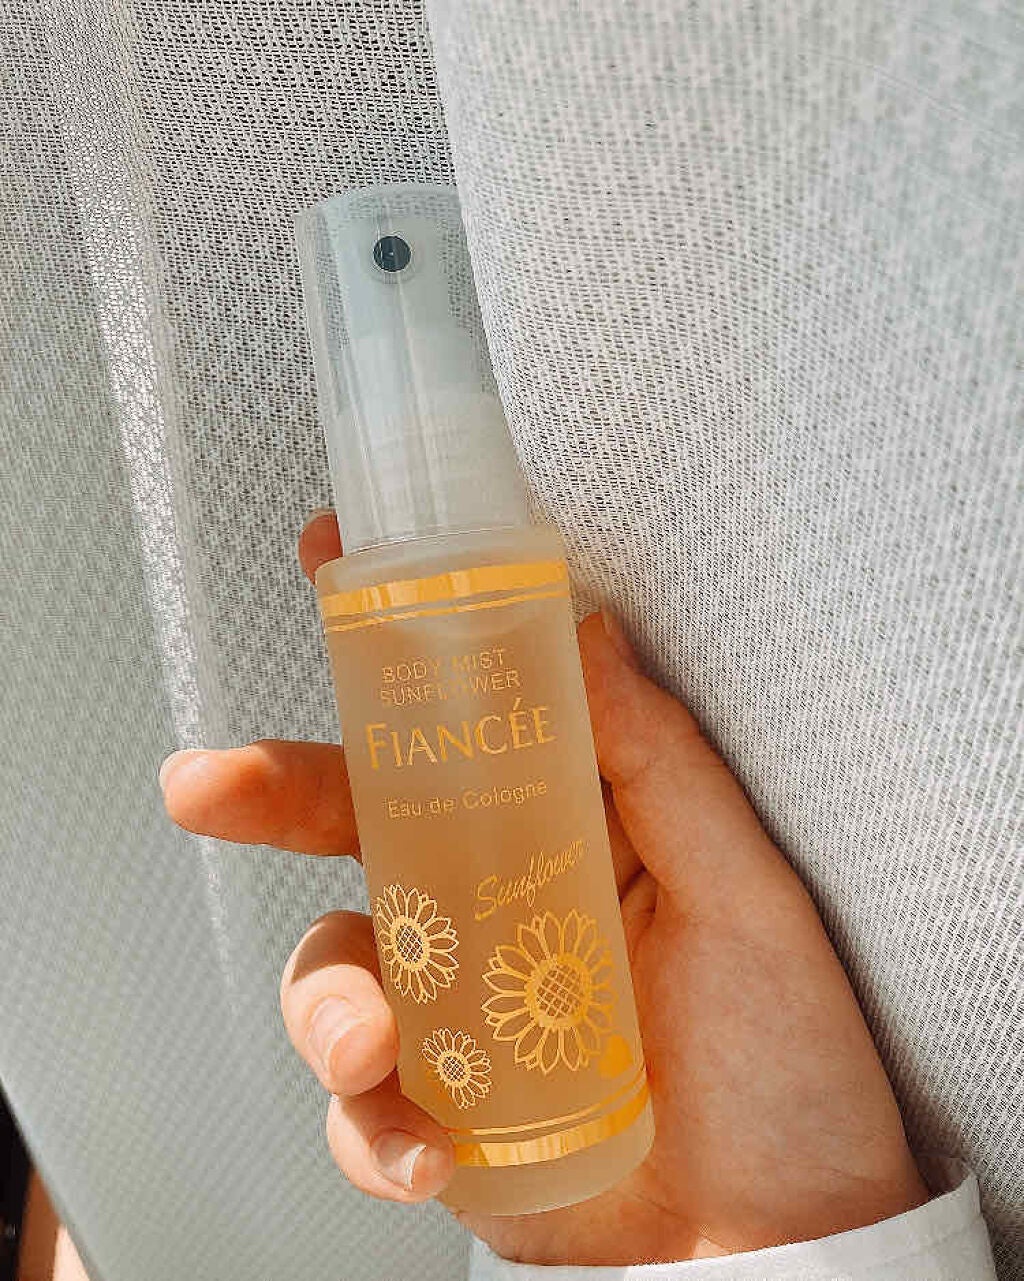 BODY MIST
SUNFLOWER
FIANCÉE
Eau de Cologne
Sunflower